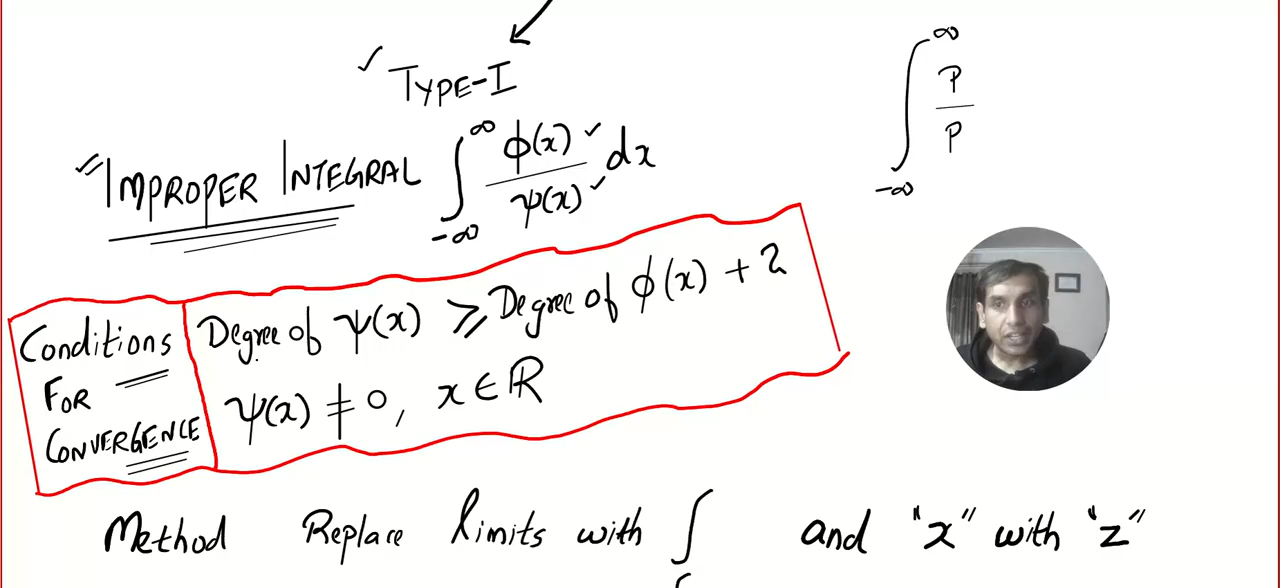 ✓ TYPE-I
IMPROPER INTEGRAL ∫_{-∞}^{∞} ϕ(x)/ψ(x) dx
∫_{-∞}^{∞} P/P
CONDITIONS FOR CONVERGENCE
Degree of ψ(x) ⩾ Degree of ϕ(x) + 2
ψ(x) ≠ 0, x ∈ ℝ
Method Replace limits with ∫ and "x" with "z"